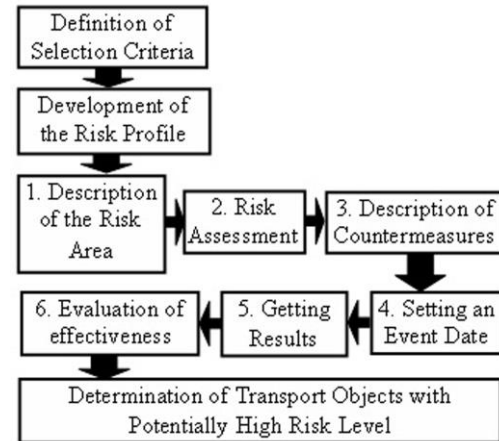 Definition of
Selection Criteria
Development of
the Risk Profile
1. Description
of the Risk
Area
2. Risk
Assessment
3. Description of
Countermeasures
4. Setting an
Event Date
5. Getting
Results
6. Evaluation of
effectiveness
Determination of Transport Objects with
Potentially High Risk Level